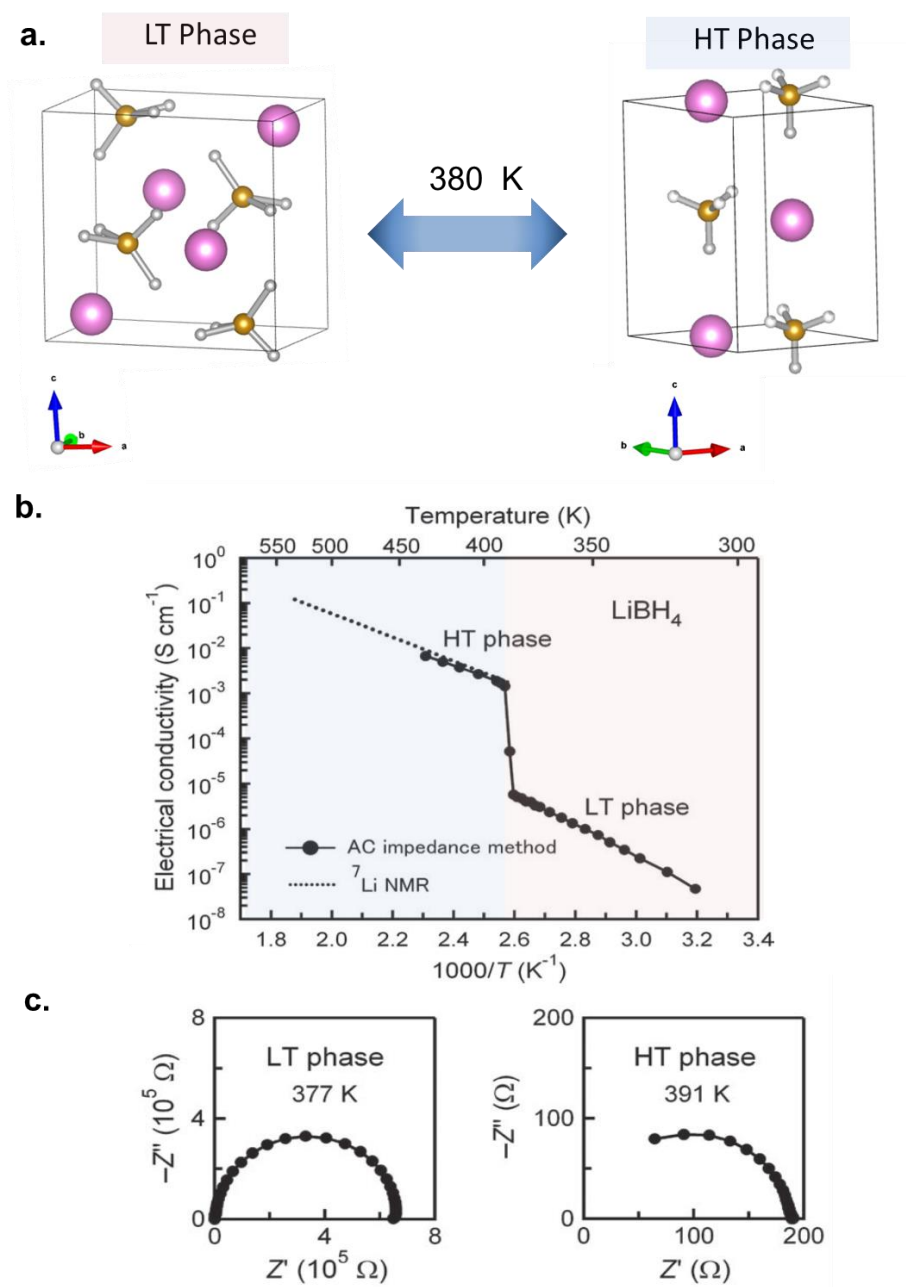 a.
LT Phase
HT Phase
380 K
c
b
a
c
b
a
b.
Temperature (K)
550 500 450 400 350 300
Electrical conductivity (S cm⁻¹)
10⁰
10⁻¹
10⁻²
10⁻³
10⁻⁴
10⁻⁵
10⁻⁶
10⁻⁷
10⁻⁸
LiBH₄
HT phase
LT phase
AC impedance method
⁷Li NMR
1.8 2.0 2.2 2.4 2.6 2.8 3.0 3.2 3.4
1000/T (K⁻¹)
c.
−Z'' (10⁵ Ω)
8
4
0
LT phase
377 K
0 4 8
Z' (10⁵ Ω)
−Z'' (Ω)
200
100
0
HT phase
391 K
0 100 200
Z' (Ω)